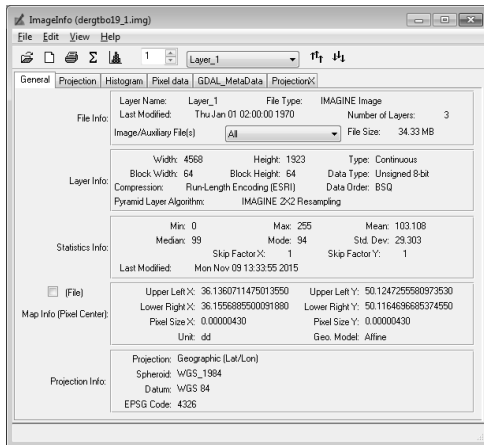 ImageInfo (dergtbo19_1.img)
File Edit View Help
Σ 1 Layer_1
General Projection Histogram Pixel data GDAL_MetaData ProjectionX
File Info:
Layer Name: Layer_1 File Type: IMAGINE Image
Last Modified: Thu Jan 01 02:00:00 1970 Number of Layers: 3
Image/Auxiliary File(s) All File Size: 34.33 MB
Layer Info:
Width: 4568 Height: 1923 Type: Continuous
Block Width: 64 Block Height: 64 Data Type: Unsigned 8-bit
Compression: Run-Length Encoding (ESRI) Data Order: BSQ
Pyramid Layer Algorithm: IMAGINE 2X2 Resampling
Statistics Info:
Min: 0 Max: 255 Mean: 103.108
Median: 99 Mode: 94 Std. Dev: 29.303
Skip Factor X: 1 Skip Factor Y: 1
Last Modified: Mon Nov 09 13:33:55 2015
(File)
Map Info (Pixel Center):
Upper Left X: 36.1360711475013550 Upper Left Y: 50.1247255580973530
Lower Right X: 36.1556885500091880 Lower Right Y: 50.1164696685374550
Pixel Size X: 0.00000430 Pixel Size Y: 0.00000430
Unit: dd Geo. Model: Affine
Projection Info:
Projection: Geographic (Lat/Lon)
Spheroid: WGS_1984
Datum: WGS 84
EPSG Code: 4326